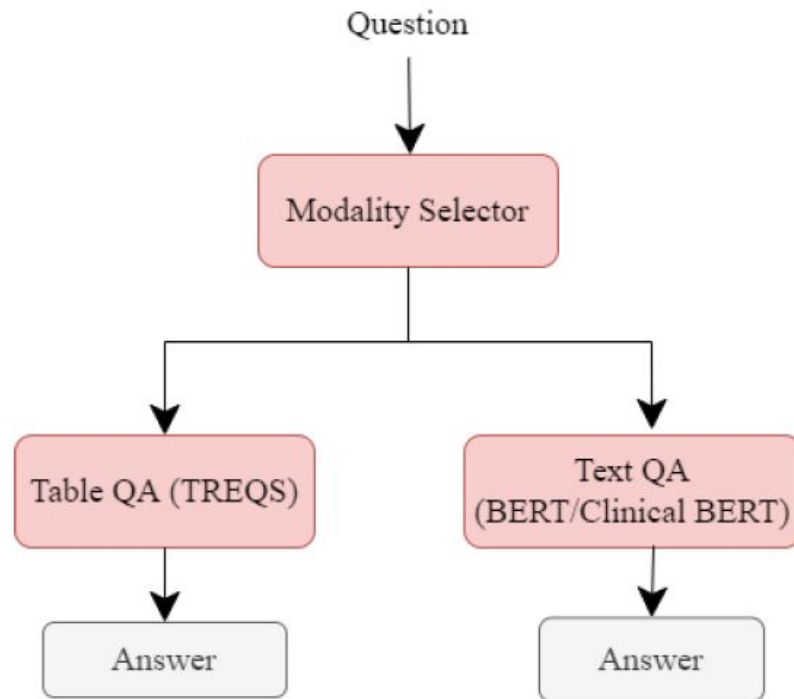 Question
Modality Selector
Table QA (TREQS)
Text QA
(BERT/Clinical BERT)
Answer
Answer